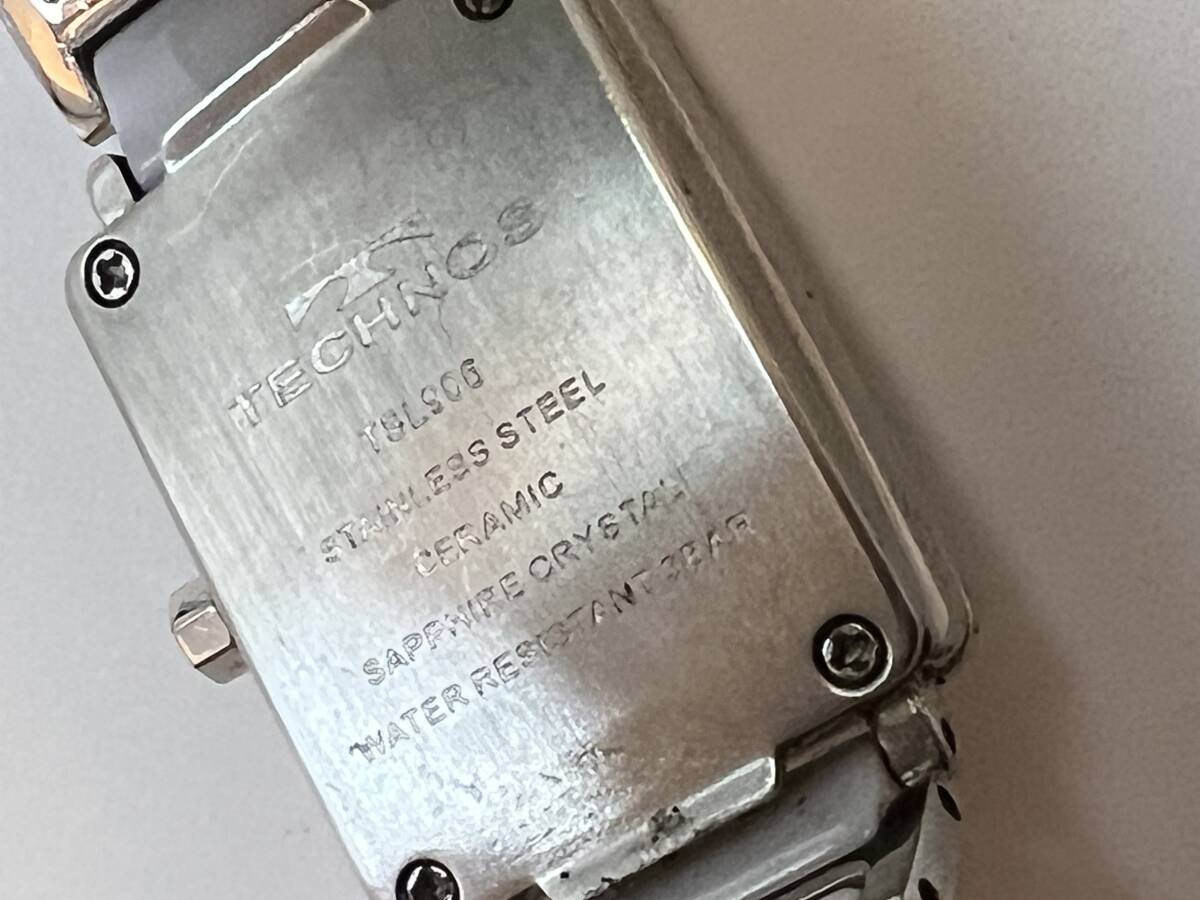 TECHNOS
TSL906
STAINLESS STEEL
CERAMIC
SAPPHIRE CRYSTAL
WATER RESISTANT 3BAR